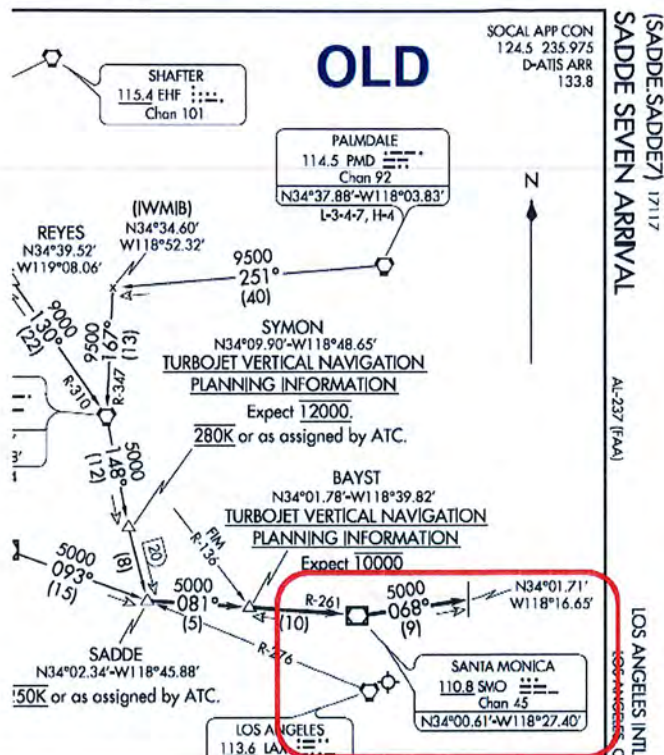 OLD
SOCAL APP CON
124.5 235.975
D-ATIS ARR
133.8
(SADDE.SADDE7) 17117
SADDE SEVEN ARRIVAL
AL-237 (FAA)
LOS ANGELES INTL
LOS ANGELES, C
SHAFTER
115.4 EHF
Chan 101
PALMDALE
114.5 PMD
Chan 92
N34°37.88'-W118°03.83'
L-3-4-7, H-4
N
(IWMIB)
N34°34.60'
W118°52.32'
REYES
N34°39.52'
W119°08.06'
9500
251°
(40)
9000
130°
(22)
9500
167°
(13)
R-310
R-347
SYMON
N34°09.90'-W118°48.65'
TURBOJET VERTICAL NAVIGATION
PLANNING INFORMATION
Expect 12000.
280K or as assigned by ATC.
5000
148°
(12)
BAYST
N34°01.78'-W118°39.82'
TURBOJET VERTICAL NAVIGATION
PLANNING INFORMATION
Expect 10000
FIM
R-136
20
(8)
5000
093°
(15)
5000
081°
(5)
R-261
(10)
5000
068°
(9)
N34°01.71'
W118°16.65'
R-276
SADDE
N34°02.34'-W118°45.88'
250K or as assigned by ATC.
SANTA MONICA
110.8 SMO
Chan 45
N34°00.61'-W118°27.40'
LOS ANGELES
113.6 LAX